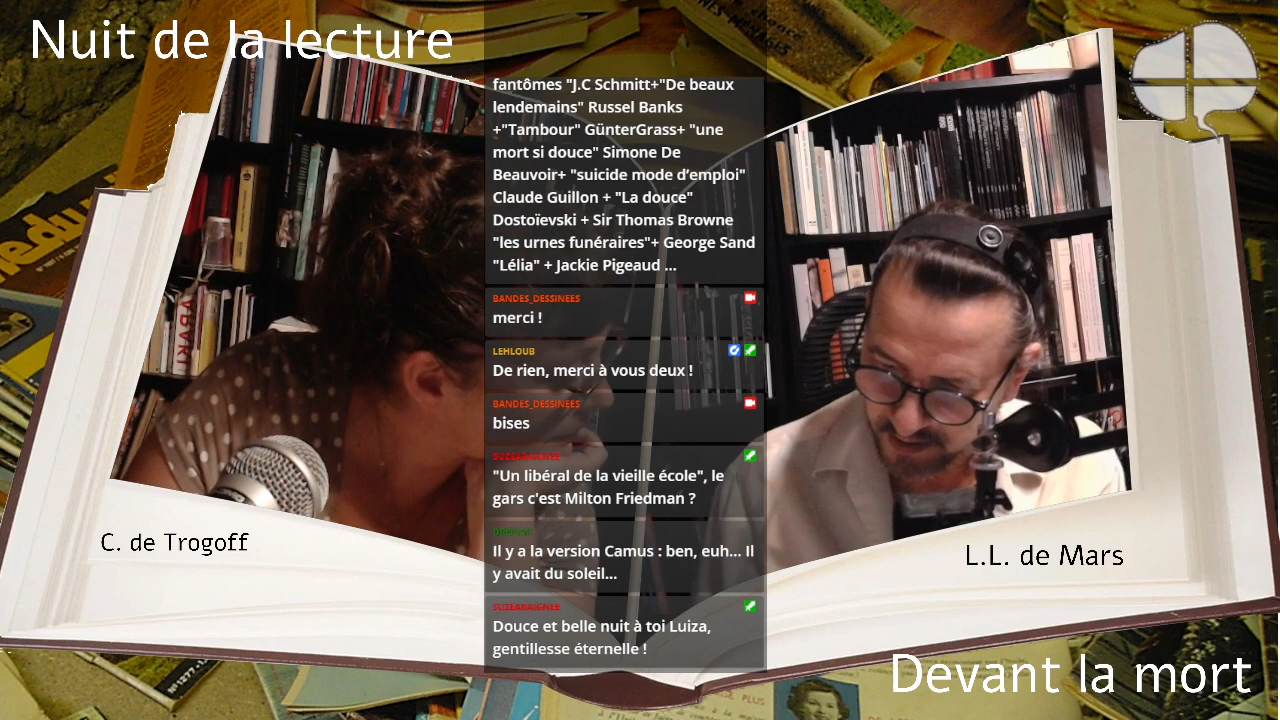 Nuit de la lecture
fantômes "J.C Schmitt+"De beaux
lendemains" Russel Banks
+"Tambour" GünterGrass+ "une
mort si douce" Simone De
Beauvoir+ "suicide mode d'emploi"
Claude Guillon + "La douce"
Dostoïevski + Sir Thomas Browne
"les urnes funéraires"+ George Sand
"Lélia" + Jackie Pigeaud ...
BANDES_DESSINEES
merci !
LEHLOUB
De rien, merci à vous deux !
BANDES_DESSINEES
bises
SUZLARAIGNEE
"Un libéral de la vieille école", le
gars c'est Milton Friedman ?
Il y a la version Camus : ben, euh... Il
y avait du soleil...
SUZLARAIGNEE
Douce et belle nuit à toi Luiza,
gentillesse éternelle !
C. de Trogoff
L.L. de Mars
Devant la mort